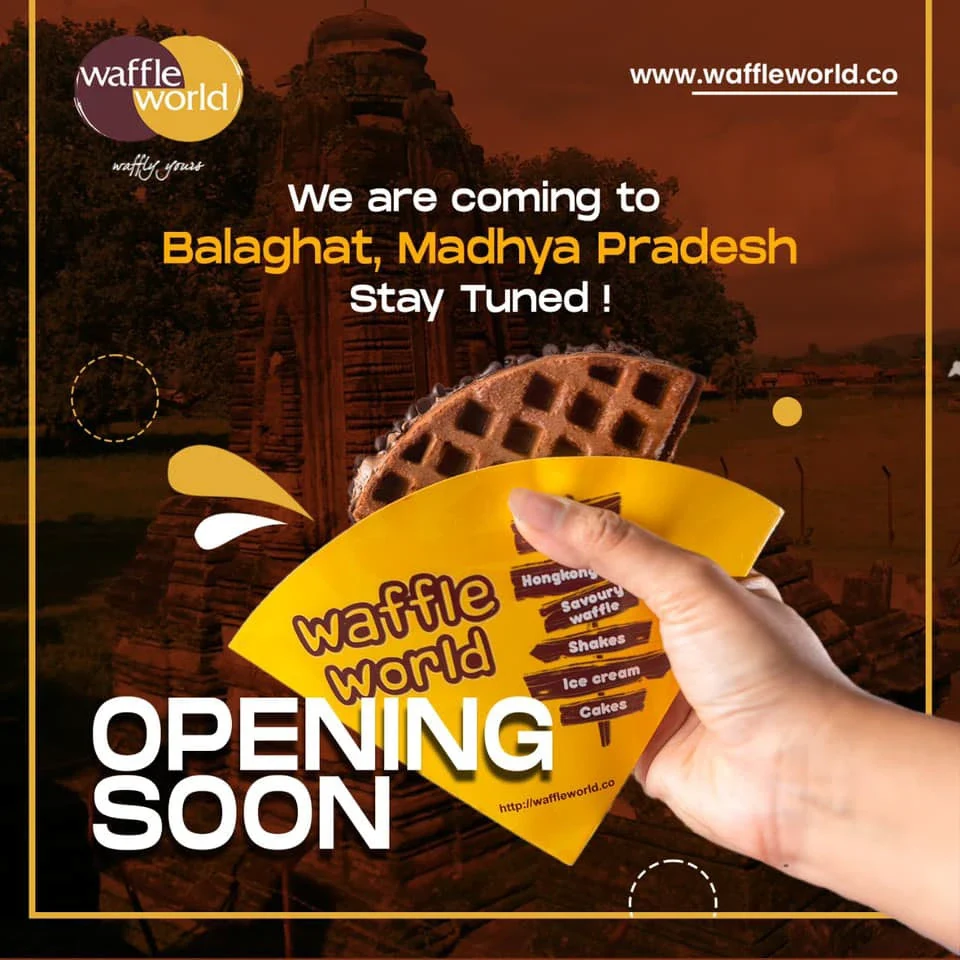 waffle
world
waffly yours
www.waffleworld.co
We are coming to
Balaghat, Madhya Pradesh
Stay Tuned !
waffle
world
Hongkong
Savoury
waffle
Shakes
Ice cream
Cakes
http://waffleworld.co
OPENING
SOON